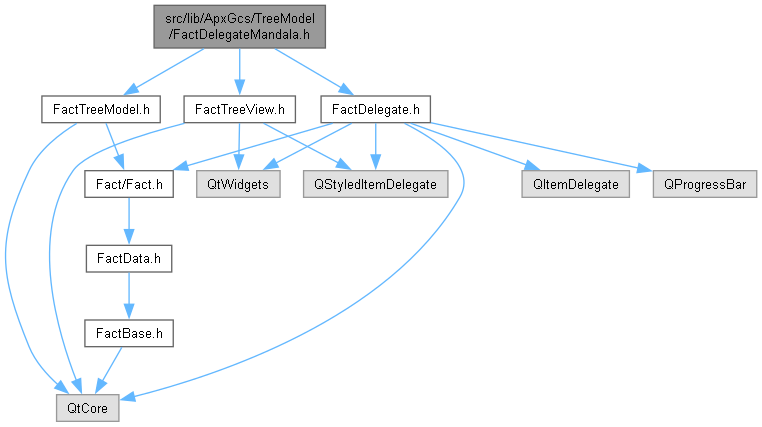 src/lib/ApxGcs/TreeModel
/FactDelegateMandala.h
FactTreeModel.h
FactTreeView.h
FactDelegate.h
Fact/Fact.h
QtWidgets
QStyledItemDelegate
QItemDelegate
QProgressBar
FactData.h
FactBase.h
QtCore